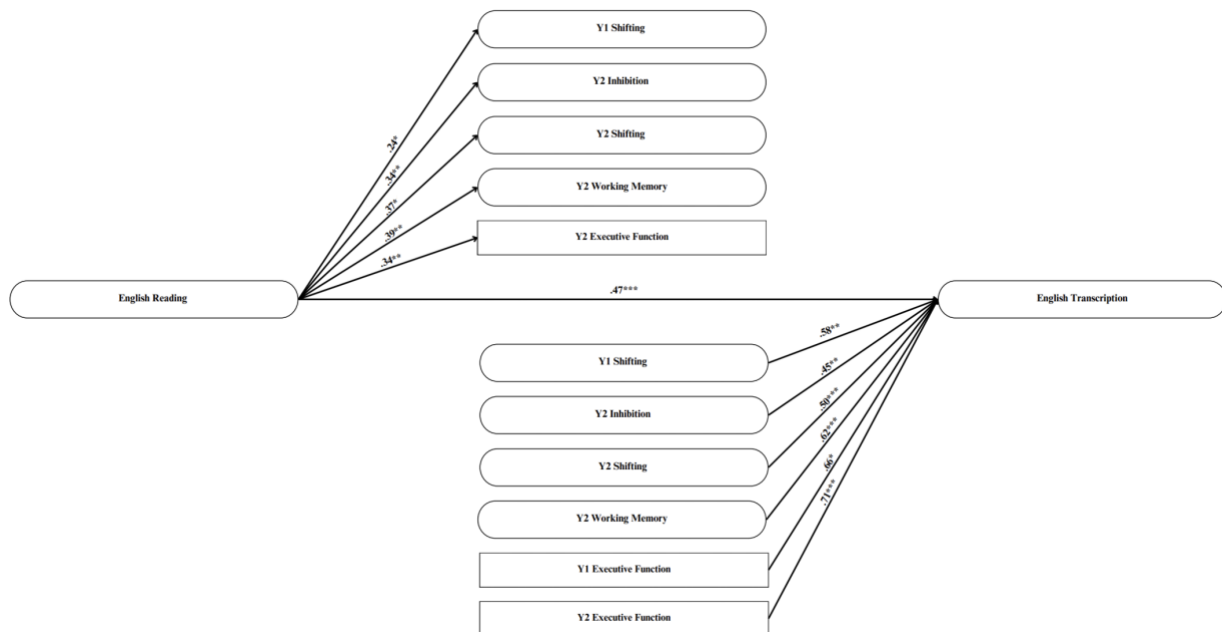 Y1 Shifting
Y2 Inhibition
Y2 Shifting
Y2 Working Memory
Y2 Executive Function
.24*
.34**
.37*
.39**
.34**
English Reading
.47***
English Transcription
Y1 Shifting
Y2 Inhibition
Y2 Shifting
Y2 Working Memory
Y1 Executive Function
Y2 Executive Function
.58**
.45**
.50***
.62***
.66*
.71***